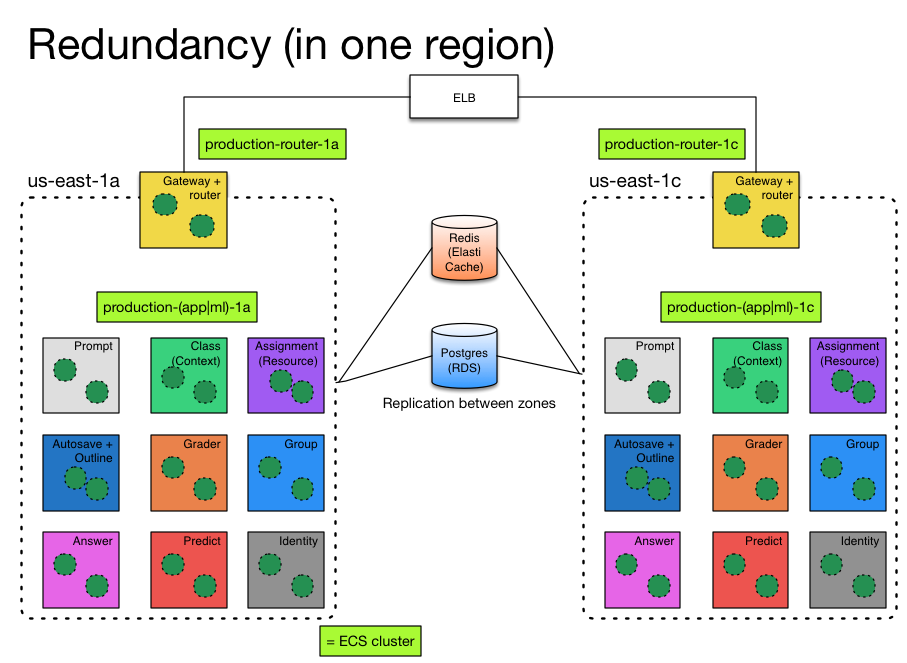 Redundancy (in one region)
ELB
production-router-1a
production-router-1c
us-east-1a
Gateway +
router
us-east-1c
Gateway +
router
Redis
(Elasti
Cache)
production-(app|ml)-1a
production-(app|ml)-1c
Postgres
(RDS)
Replication between zones
Prompt
Class
(Context)
Assignment
(Resource)
Autosave +
Outline
Grader
Group
Answer
Predict
Identity
Prompt
Class
(Context)
Assignment
(Resource)
Autosave +
Outline
Grader
Group
Answer
Predict
Identity
= ECS cluster